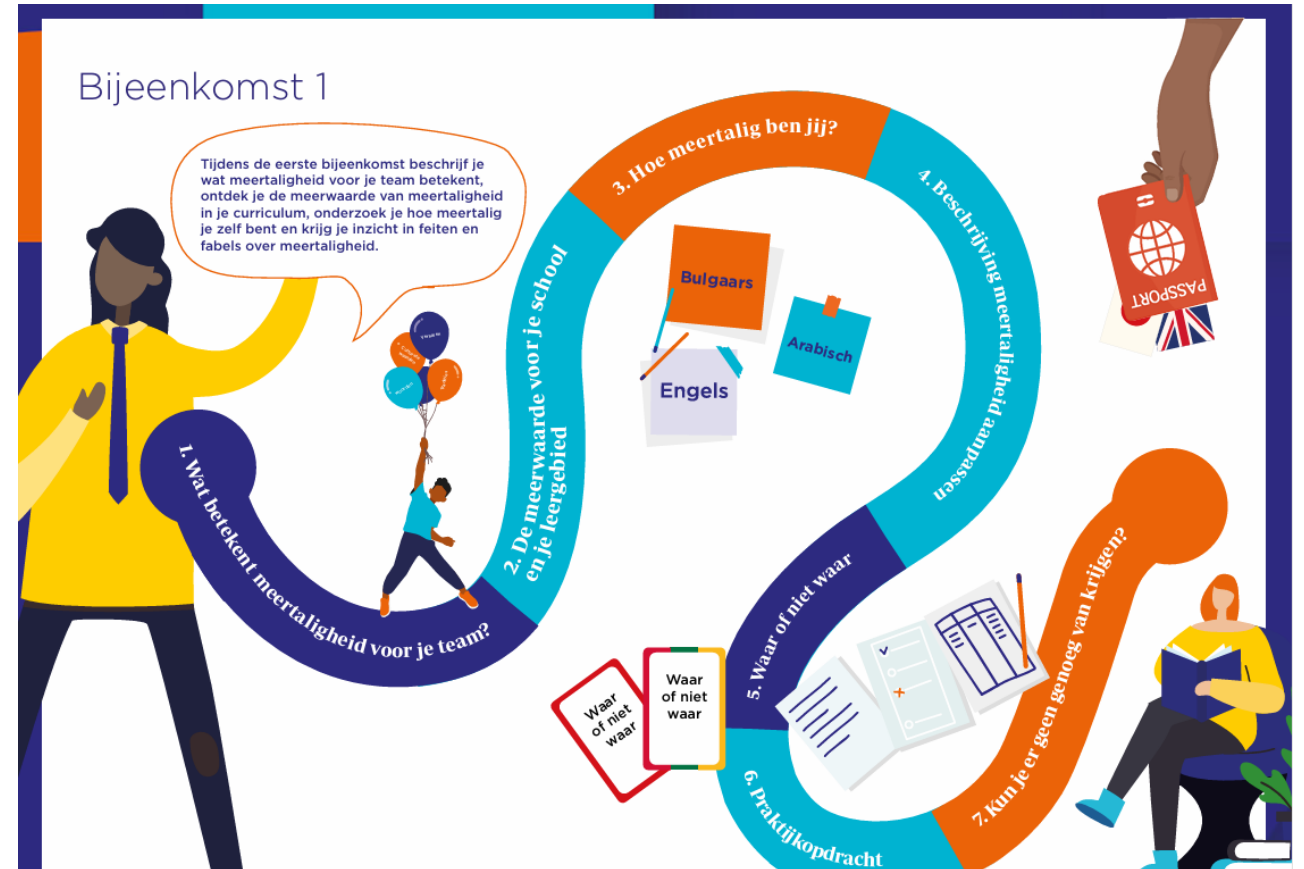 Bijeenkomst 1
Tijdens de eerste bijeenkomst beschrijf je
wat meertaligheid voor je team betekent,
ontdek je de meerwaarde van meertaligheid
in je curriculum, onderzoek je hoe meertalig
je zelf bent en krijg je inzicht in feiten en
fabels over meertaligheid.
1. Wat betekent meertaligheid voor je team?
2. De meerwaarde voor je school
en je leergebied
3. Hoe meertalig ben jij?
Bulgaars
Arabisch
Engels
4. Beschrijving meertaligheid aanpassen
PASSPORT
5. Waar of niet waar
Waar
of niet
waar
Waar
of niet
waar
6. Praktijkopdracht
7. Kun je er geen genoeg van krijgen?